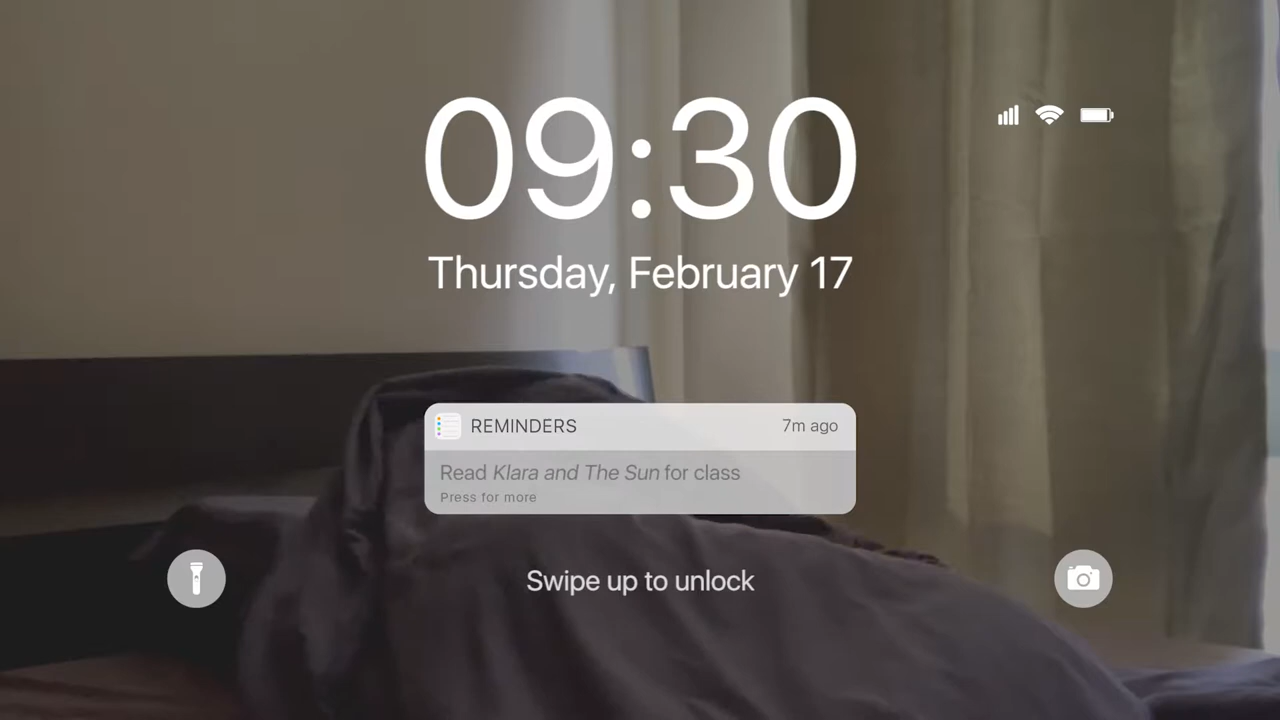 09:30
Thursday, February 17
REMINDERS 7m ago
Read Klara and The Sun for class
Press for more
Swipe up to unlock